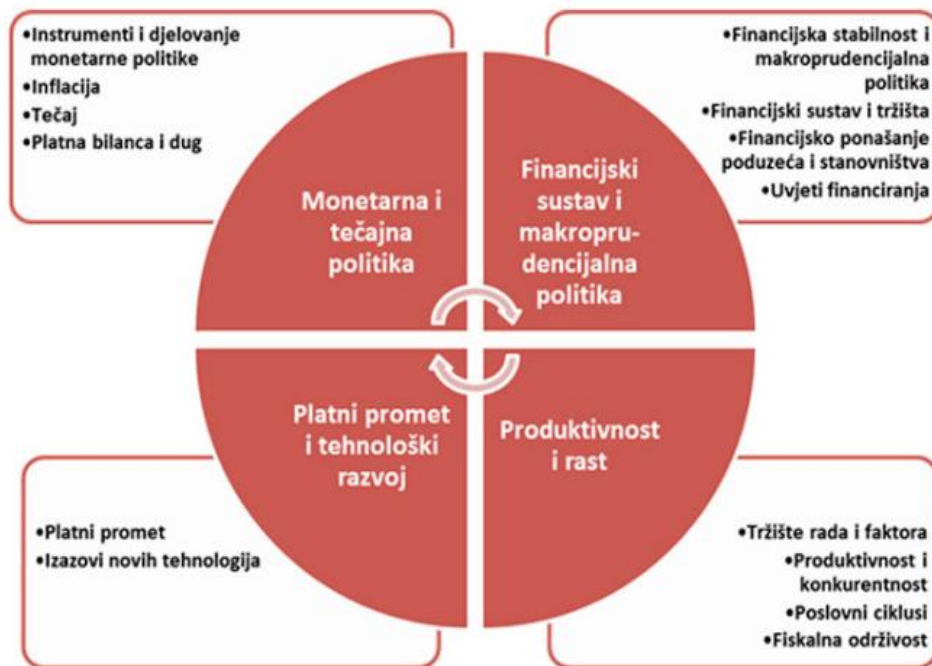 •Instrumenti i djelovanje
monetarne politike
•Inflacija
•Tečaj
•Platna bilanca i dug
•Financijska stabilnost i
makroprudencijalna
politika
•Financijski sustav i tržišta
•Financijsko ponašanje
poduzeća i stanovništva
•Uvjeti financiranja
Monetarna i
tečajna
politika
Financijski
sustav i
makropru-
dencijalna
politika
Platni promet
i tehnološki
razvoj
Produktivnost
i rast
•Platni promet
•Izazovi novih tehnologija
•Tržište rada i faktora
•Produktivnost i
konkurentnost
•Poslovni ciklusi
•Fiskalna održivost